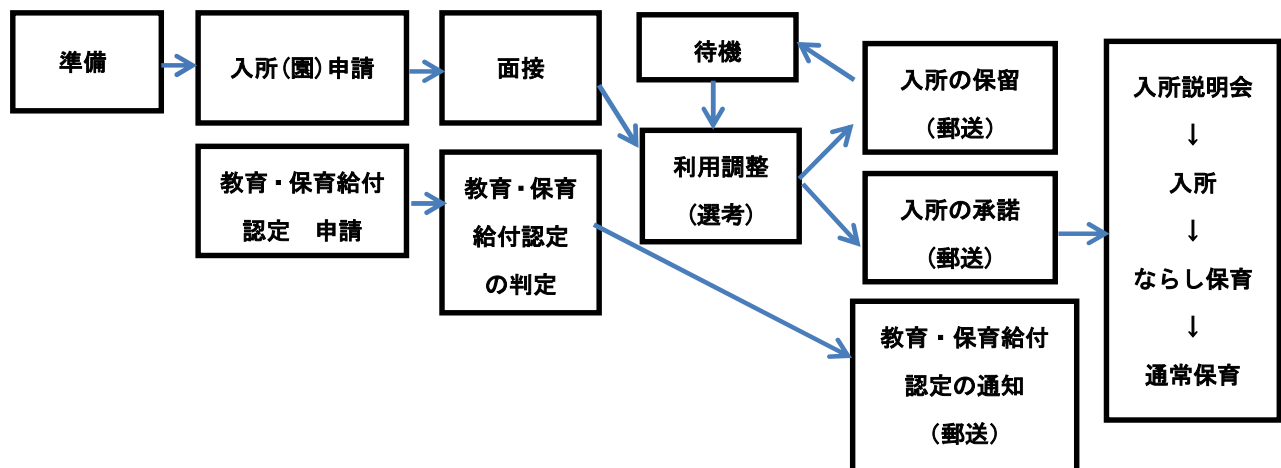 準備
入所(園)申請
面接
待機
入所の保留
(郵送)
入所説明会
↓
入所
↓
ならし保育
↓
通常保育
教育・保育給付
認定　申請
教育・保育
給付認定
の判定
利用調整
(選考)
入所の承諾
(郵送)
教育・保育給付
認定の通知
(郵送)